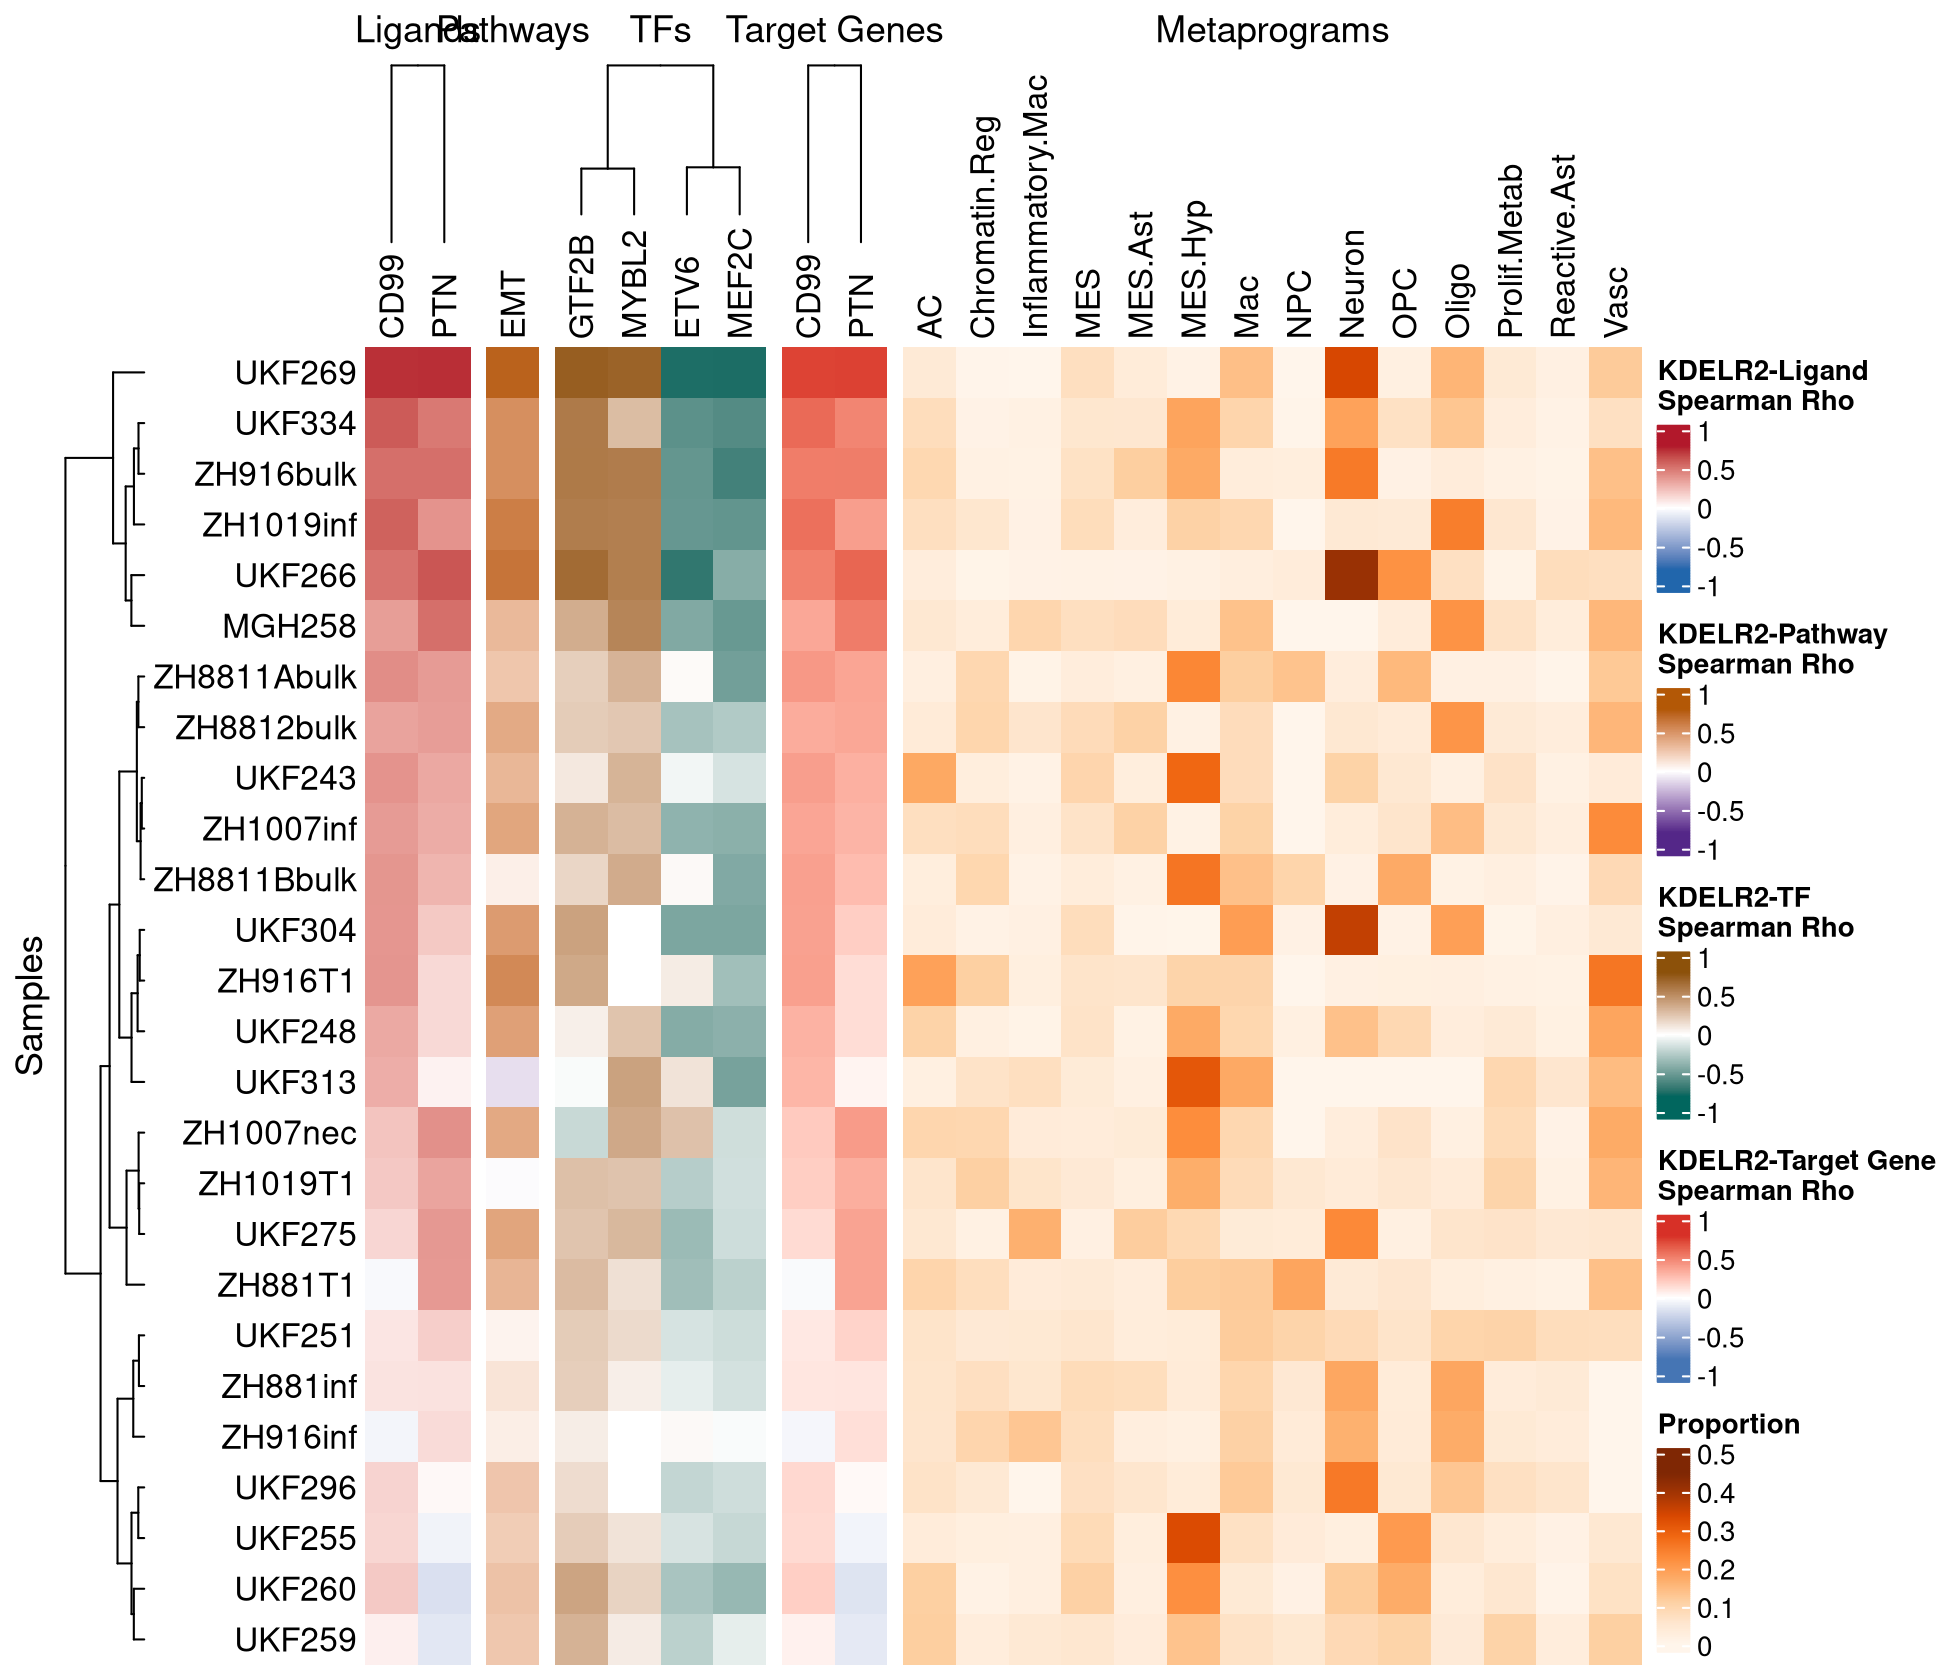 Ligands Pathways TFs Target Genes Metaprograms
CD99 PTN EMT GTF2B MYBL2 ETV6 MEF2C CD99 PTN AC Chromatin.Reg Inflammatory.Mac MES MES.Ast MES.Hyp Mac NPC Neuron OPC Oligo Prolif.Metab Reactive.Ast Vasc
Samples
UKF269
UKF334
ZH916bulk
ZH1019inf
UKF266
MGH258
ZH8811Abulk
ZH8812bulk
UKF243
ZH1007inf
ZH8811Bbulk
UKF304
ZH916T1
UKF248
UKF313
ZH1007nec
ZH1019T1
UKF275
ZH881T1
UKF251
ZH881inf
ZH916inf
UKF296
UKF255
UKF260
UKF259
KDELR2-Ligand
Spearman Rho
1
0.5
0
-0.5
-1
KDELR2-Pathway
Spearman Rho
1
0.5
0
-0.5
-1
KDELR2-TF
Spearman Rho
1
0.5
0
-0.5
-1
KDELR2-Target Gene
Spearman Rho
1
0.5
0
-0.5
-1
Proportion
0.5
0.4
0.3
0.2
0.1
0